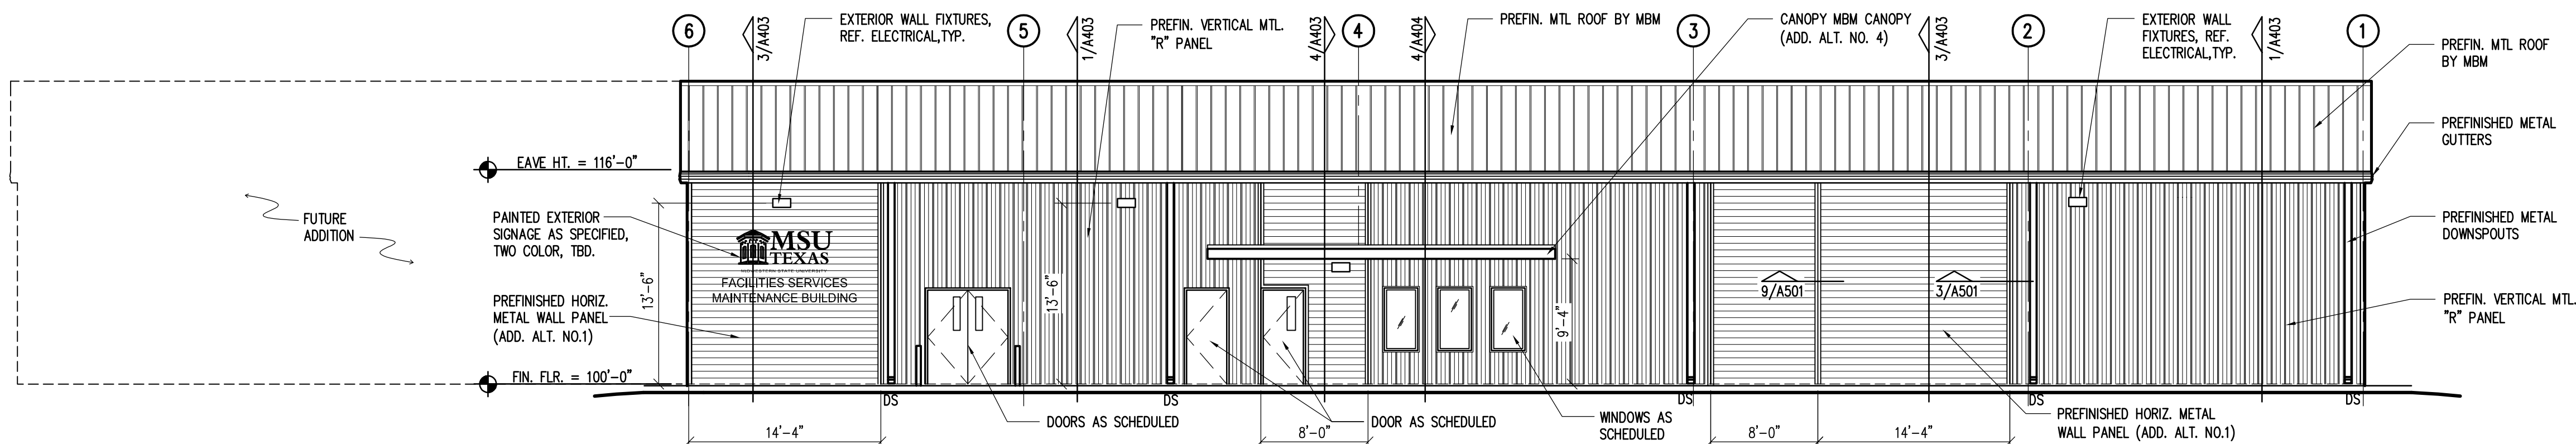 6
3/A403
EXTERIOR WALL FIXTURES,
REF. ELECTRICAL,TYP.
5
1/A403
PREFIN. VERTICAL MTL.
"R" PANEL
4/A403
4
4/A404
PREFIN. MTL ROOF BY MBM
3
CANOPY MBM CANOPY
(ADD. ALT. NO. 4)
3/A403
2
EXTERIOR WALL
FIXTURES, REF.
ELECTRICAL,TYP.
1/A403
1
PREFIN. MTL ROOF
BY MBM
PREFINISHED METAL
GUTTERS
EAVE HT. = 116'-0"
FUTURE
ADDITION
PAINTED EXTERIOR
SIGNAGE AS SPECIFIED,
TWO COLOR, TBD.
PREFINISHED HORIZ.
METAL WALL PANEL
(ADD. ALT. NO.1)
13'-6"
MSU
TEXAS
MIDWESTERN STATE UNIVERSITY
FACILITIES SERVICES
MAINTENANCE BUILDING
13'-6"
9'-4"
9/A501
3/A501
PREFINISHED METAL
DOWNSPOUTS
PREFIN. VERTICAL MTL.
"R" PANEL
FIN. FLR. = 100'-0"
DS
DS
DS
DS
DS
DOORS AS SCHEDULED
DOOR AS SCHEDULED
WINDOWS AS
SCHEDULED
PREFINISHED HORIZ. METAL
WALL PANEL (ADD. ALT. NO.1)
14'-4"
8'-0"
8'-0"
14'-4"